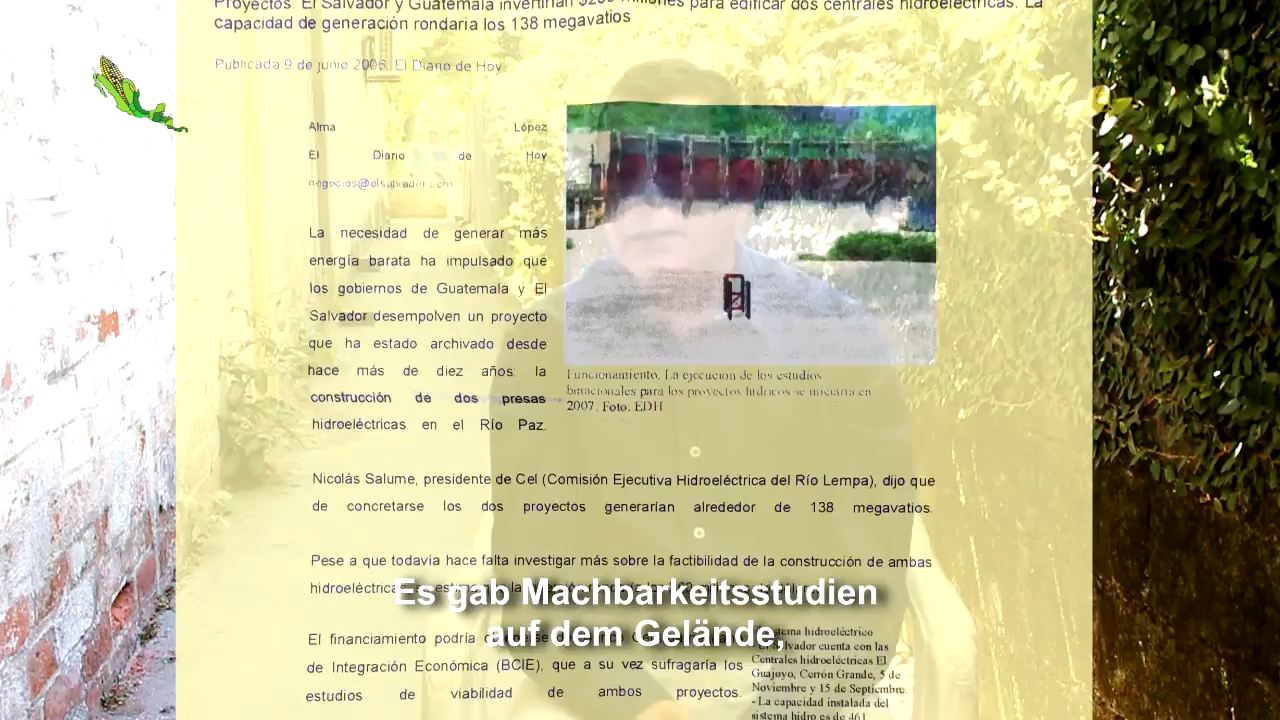 Proyectos. El Salvador y Guatemala invertirían millones para edificar dos centrales hidroeléctricas. La
capacidad de generación rondaría los 138 megavatios
Publicada 9 de junio El Diario de Hoy
Alma López
El Diario de Hoy
negocios@elsalvador.com
La necesidad de generar más
energía barata ha impulsado que
los gobiernos de Guatemala y El
Salvador desempolven un proyecto
que ha estado archivado desde
hace más de diez años: la
construcción de dos presas
hidroeléctricas en el Río Paz.
Funcionamiento. La ejecución de los estudios
binacionales para los proyectos hídricos se iniciaría en
2007. Foto. EDH
Nicolás Salume, presidente de Cel (Comisión Ejecutiva Hidroeléctrica del Río Lempa), dijo que
de concretarse los dos proyectos generarían alrededor de 138 megavatios.
Pese a que todavía hace falta investigar más sobre la factibilidad de la construcción de ambas
Es gab Machbarkeitsstudien
auf dem Gelände,
El financiamiento podría
de Integración Económica (BCIE), que a su vez sufragaría los
estudios de viabilidad de ambos proyectos.
hidroeléctrico
Salvador cuenta con las
Centrales hidroeléctricas El
Guajoyo, Cerrón Grande, 5 de
Noviembre y 15 de Septiembre.
- La capacidad instalada del
sistema hidro es de 461